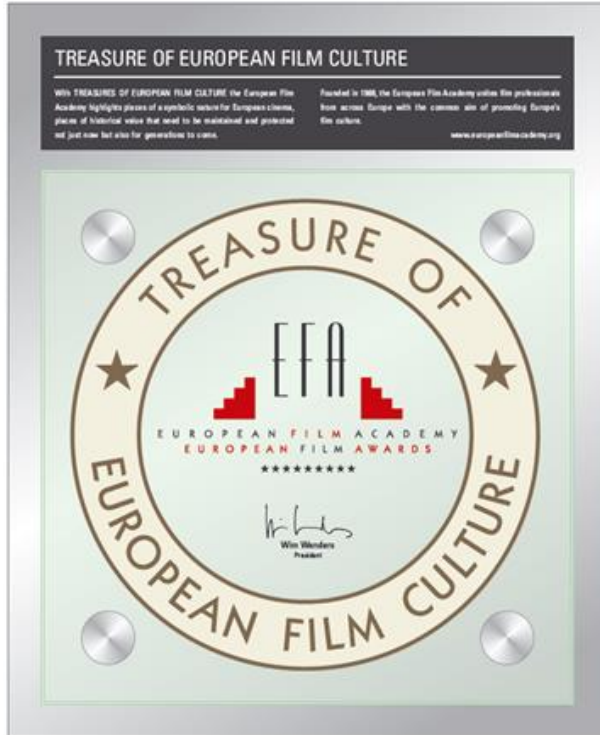 TREASURE OF EUROPEAN FILM CULTURE
With TREASURES OF EUROPEAN FILM CULTURE the European Film
Academy highlights places of a symbolic nature for European cinema,
places of historical value that need to be maintained and protected
not just now but also for generations to come.
Founded in 1988, the European Film Academy unites film professionals
from across Europe with the common aim of promoting Europe's
film culture.
www.europeanfilmacademy.org
TREASURE OF
EFA
EUROPEAN FILM ACADEMY
EUROPEAN FILM AWARDS
Wim Wenders
President
EUROPEAN FILM CULTURE